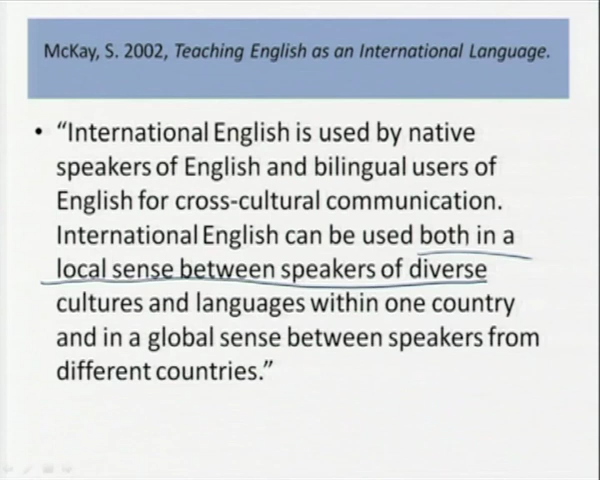 McKay, S. 2002, Teaching English as an International Language.
• “International English is used by native
speakers of English and bilingual users of
English for cross-cultural communication.
International English can be used both in a
local sense between speakers of diverse
cultures and languages within one country
and in a global sense between speakers from
different countries.”